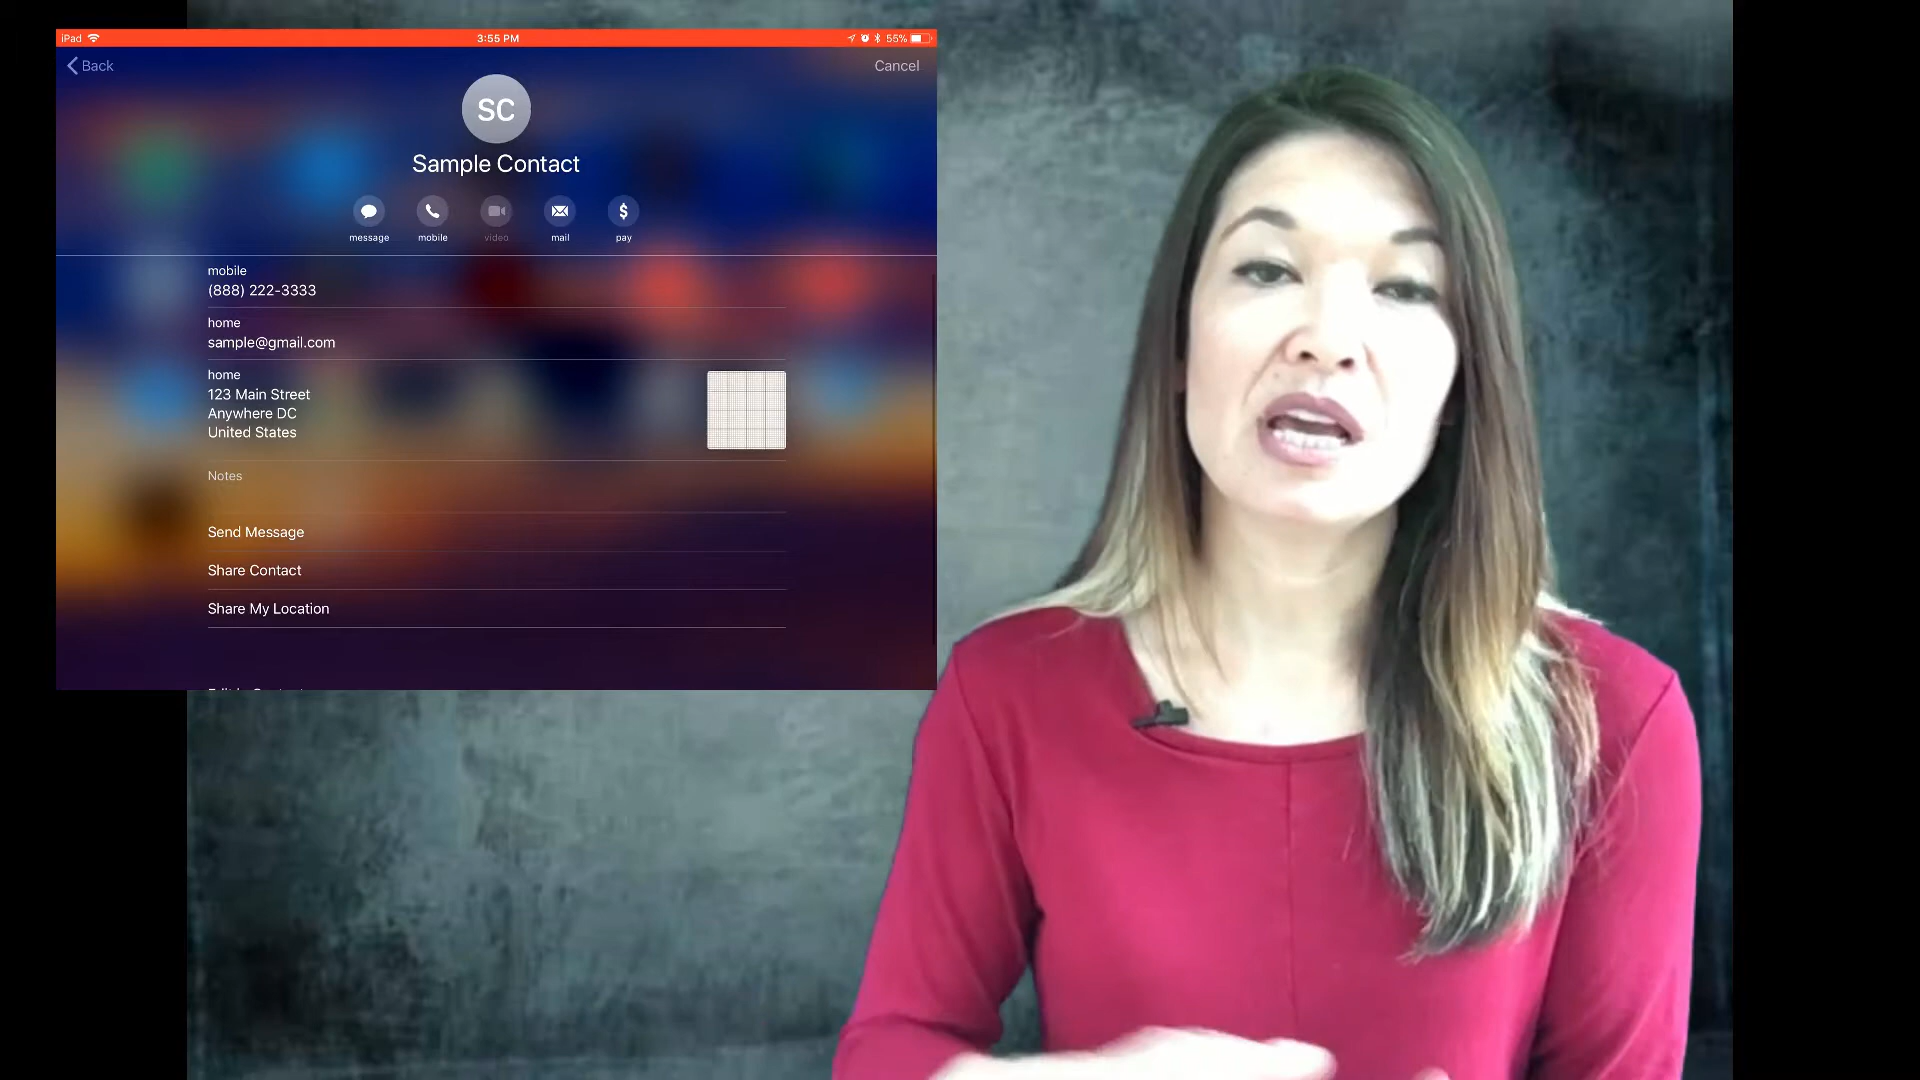 iPad 3:55 PM 55%
Back Cancel
SC
Sample Contact
message mobile video mail pay
mobile
(888) 222-3333
home
sample@gmail.com
home
123 Main Street
Anywhere DC
United States
Notes
Send Message
Share Contact
Share My Location